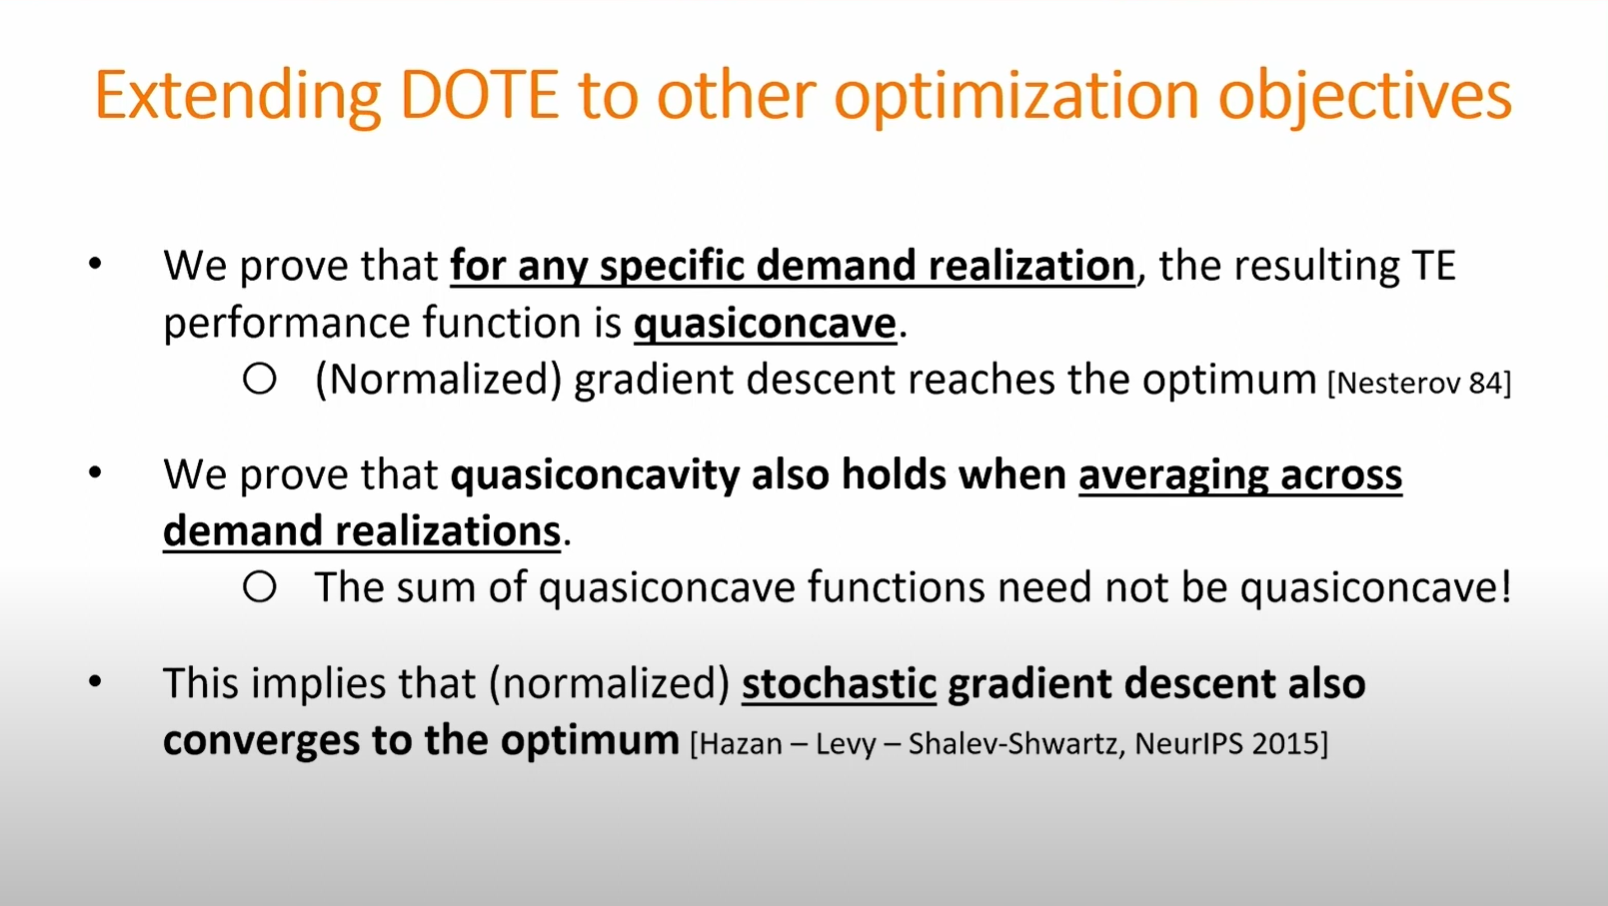 Extending DOTE to other optimization objectives
• We prove that for any specific demand realization, the resulting TE
performance function is quasiconcave.
○ (Normalized) gradient descent reaches the optimum [Nesterov 84]
• We prove that quasiconcavity also holds when averaging across
demand realizations.
○ The sum of quasiconcave functions need not be quasiconcave!
• This implies that (normalized) stochastic gradient descent also
converges to the optimum [Hazan – Levy – Shalev-Shwartz, NeurIPS 2015]